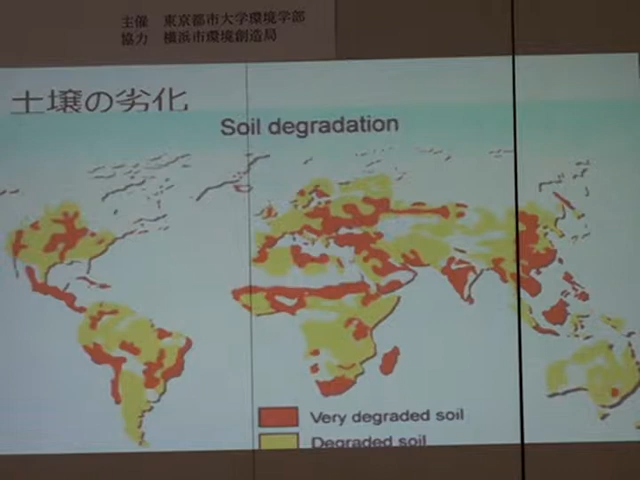 主催　東京都市大学環境学部
協力　横浜市環境創造局
土壌の劣化
Soil degradation
Very degraded soil
Degraded soil